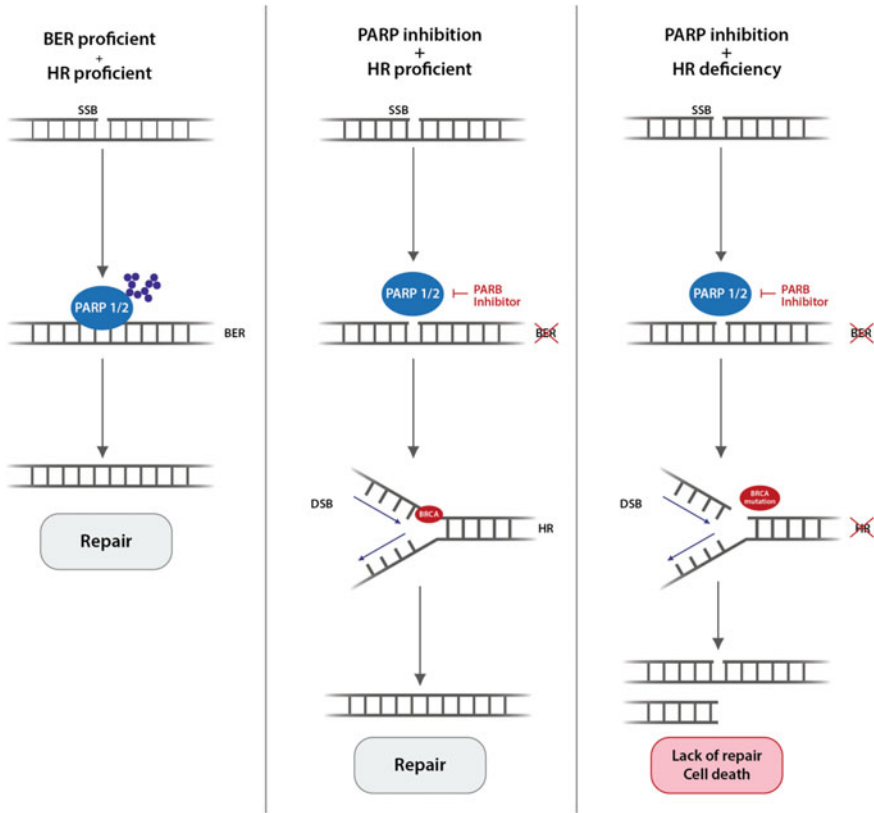 BER proficient
+
HR proficient
SSB
PARP 1/2
BER
Repair
PARP inhibition
+
HR proficient
SSB
PARP 1/2
PARB
Inhibitor
BER
DSB
BRCA
HR
Repair
PARP inhibition
+
HR deficiency
SSB
PARP 1/2
PARB
Inhibitor
BER
BRCA
mutation
DSB
HR
Lack of repair
Cell death